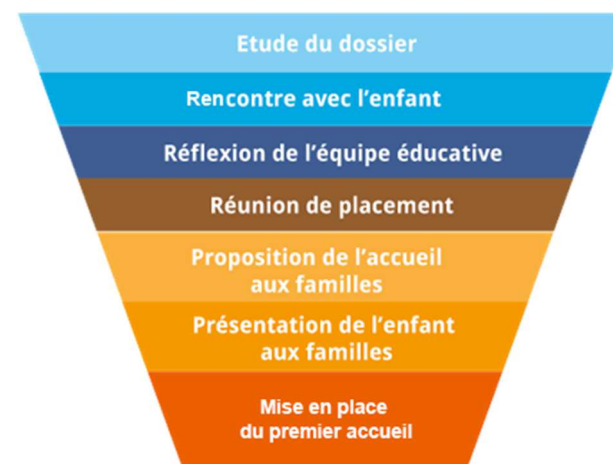 Etude du dossier
Rencontre avec l'enfant
Réflexion de l'équipe éducative
Réunion de placement
Proposition de l'accueil
aux familles
Présentation de l'enfant
aux familles
Mise en place
du premier accueil